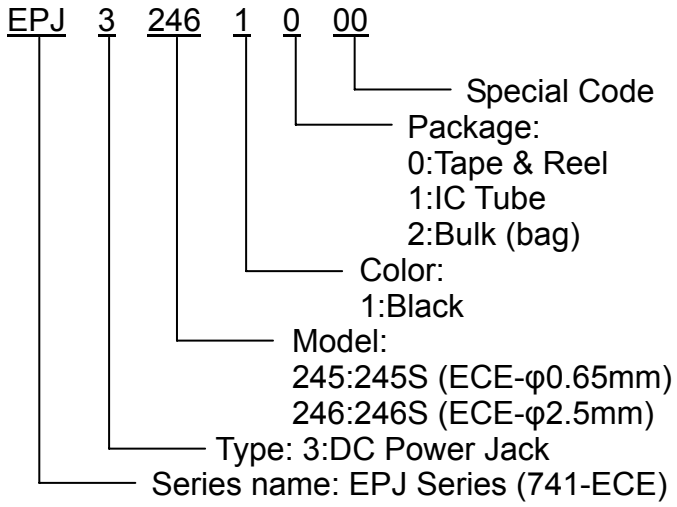 EPJ 3 246 1 0 00
Special Code
Package:
0:Tape & Reel
1:IC Tube
2:Bulk (bag)
Color:
1:Black
Model:
245:245S (ECE-φ0.65mm)
246:246S (ECE-φ2.5mm)
Type: 3:DC Power Jack
Series name: EPJ Series (741-ECE)